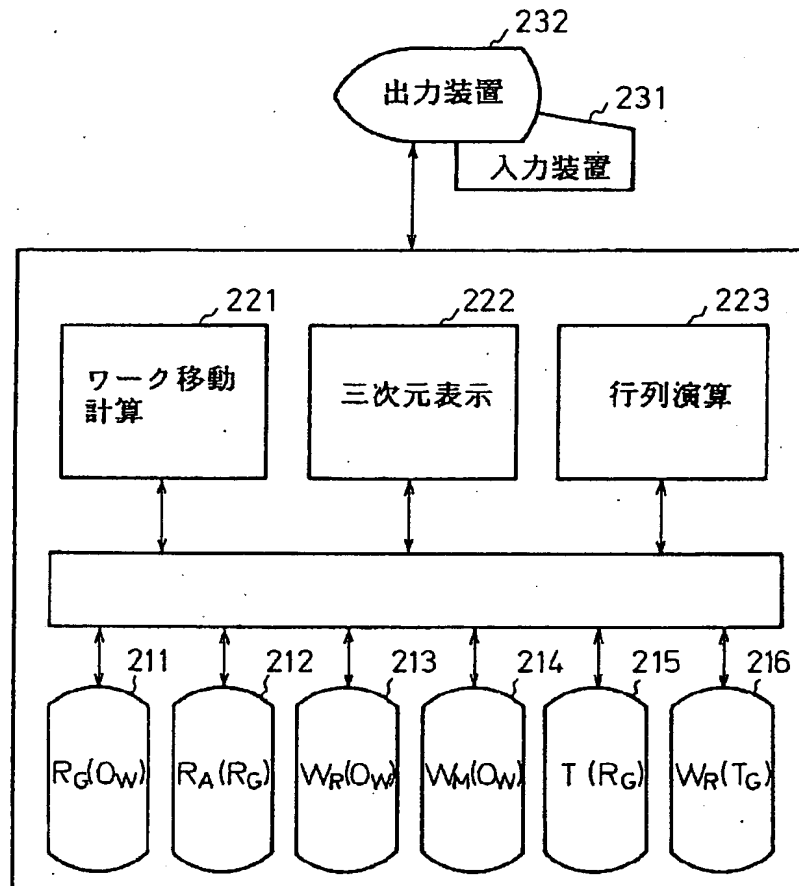 232
出力装置
231
入力装置
221
222
223
ワーク移動
計算
三次元表示
行列演算
211
212
213
214
215
216
RG(OW)
RA(RG)
WR(OW)
WM(OW)
T(RG)
WR(TG)